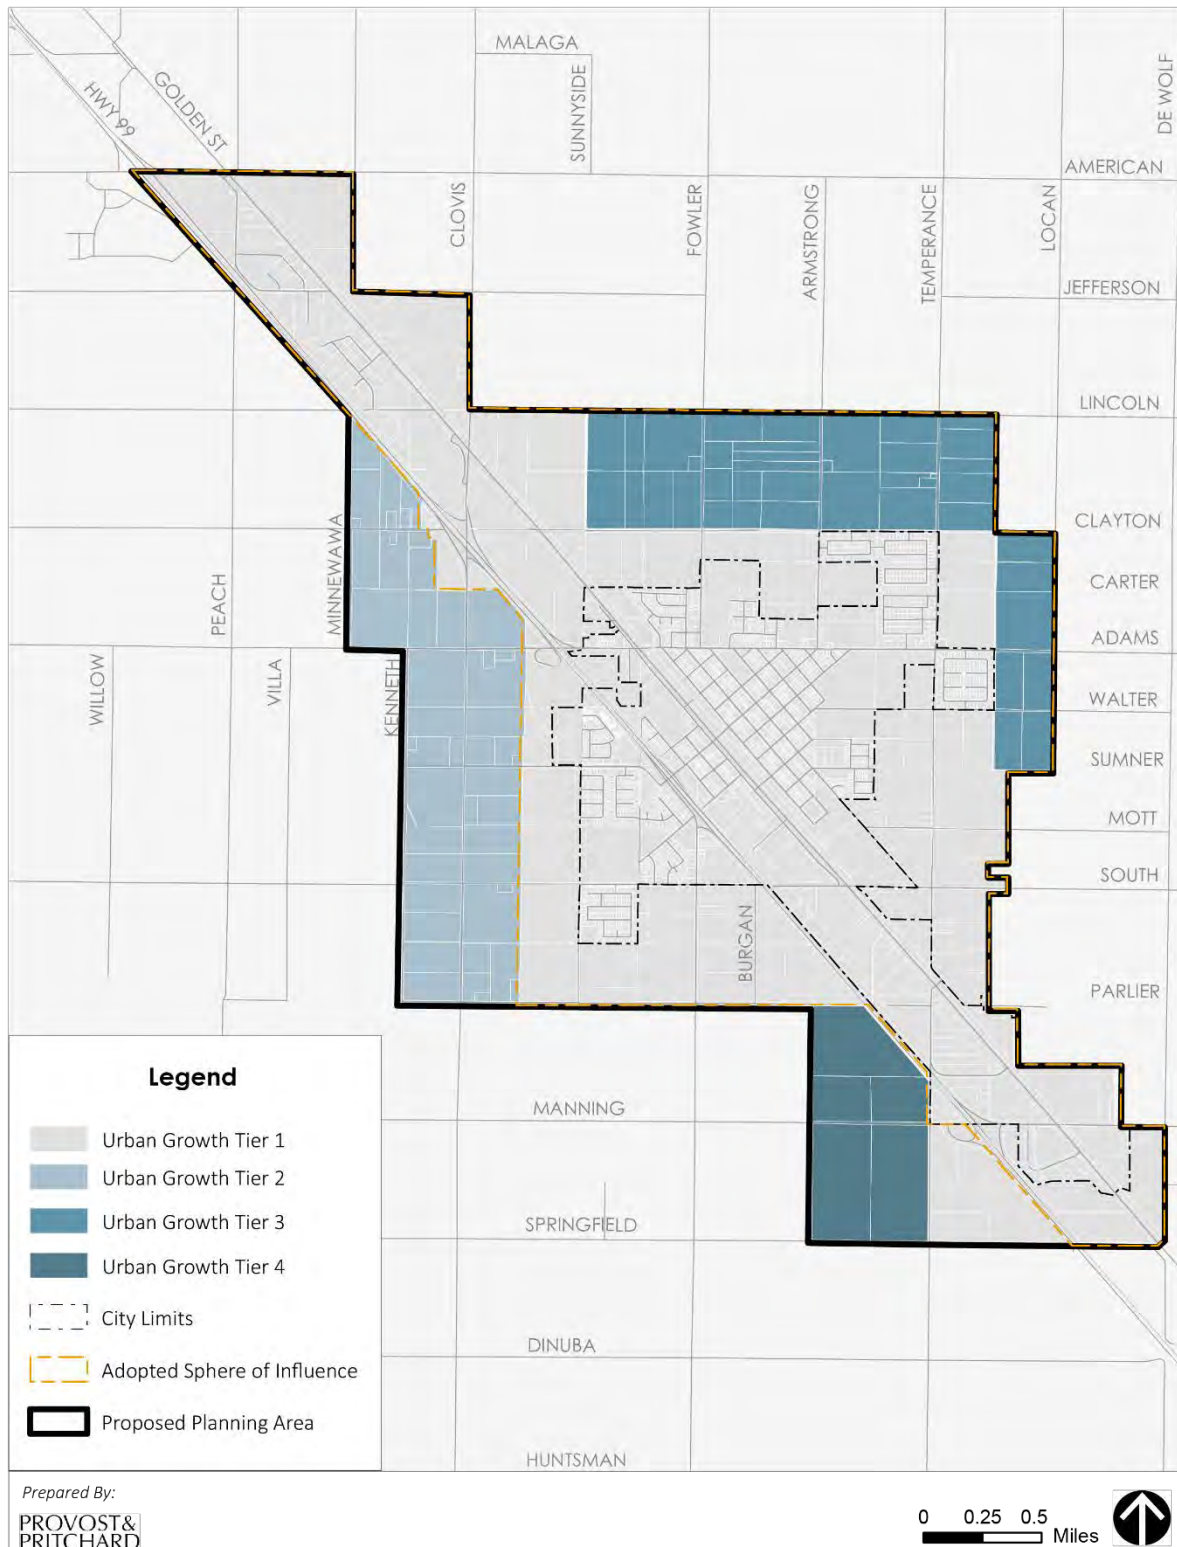 MALAGA
SUNNYSIDE
DE WOLF
GOLDEN ST
HWY 99
AMERICAN
CLOVIS
FOWLER
ARMSTRONG
TEMPERANCE
LOCAN
JEFFERSON
LINCOLN
CLAYTON
MINNEWAWA
PEACH
CARTER
ADAMS
WILLOW
VILLA
KENNETH
WALTER
SUMNER
MOTT
SOUTH
BURGAN
PARLIER
Legend
Urban Growth Tier 1
Urban Growth Tier 2
Urban Growth Tier 3
Urban Growth Tier 4
City Limits
Adopted Sphere of Influence
Proposed Planning Area
MANNING
SPRINGFIELD
DINUBA
HUNTSMAN
Prepared By:
PROVOST&
PRITCHARD
0 0.25 0.5
Miles